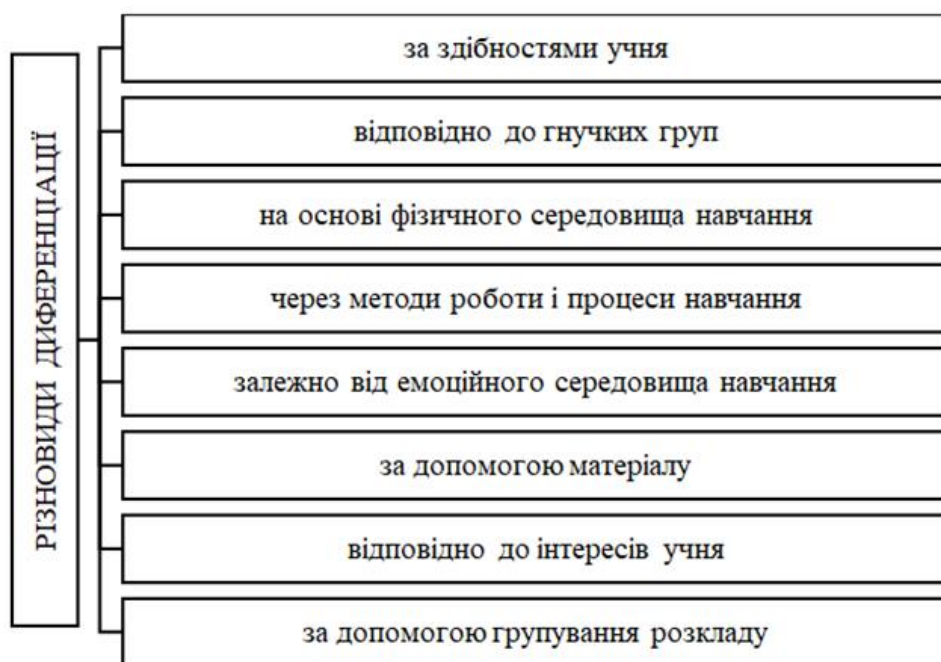 РІЗНОВИДИ ДИФЕРЕНЦІАЦІЇ
за здібностями учня
відповідно до гнучких груп
на основі фізичного середовища навчання
через методи роботи і процеси навчання
залежно від емоційного середовища навчання
за допомогою матеріалу
відповідно до інтересів учня
за допомогою групування розкладу